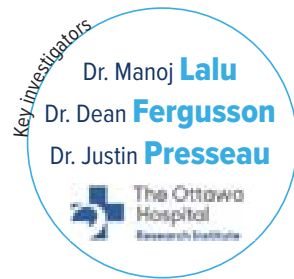 Key investigators
Dr. Manoj Lalu
Dr. Dean Fergusson
Dr. Justin Presseau
The Ottawa
Hospital
Research Institute